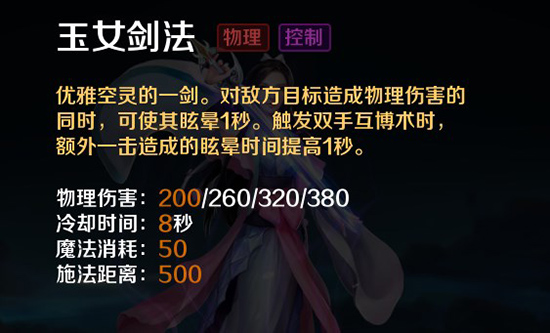 玉女剑法 物理 控制
优雅空灵的一剑。对敌方目标造成物理伤害的
同时，可使其眩晕1秒。触发双手互博术时，
额外一击造成的眩晕时间提高1秒。
物理伤害：200/260/320/380
冷却时间：8秒
魔法消耗：50
施法距离：500